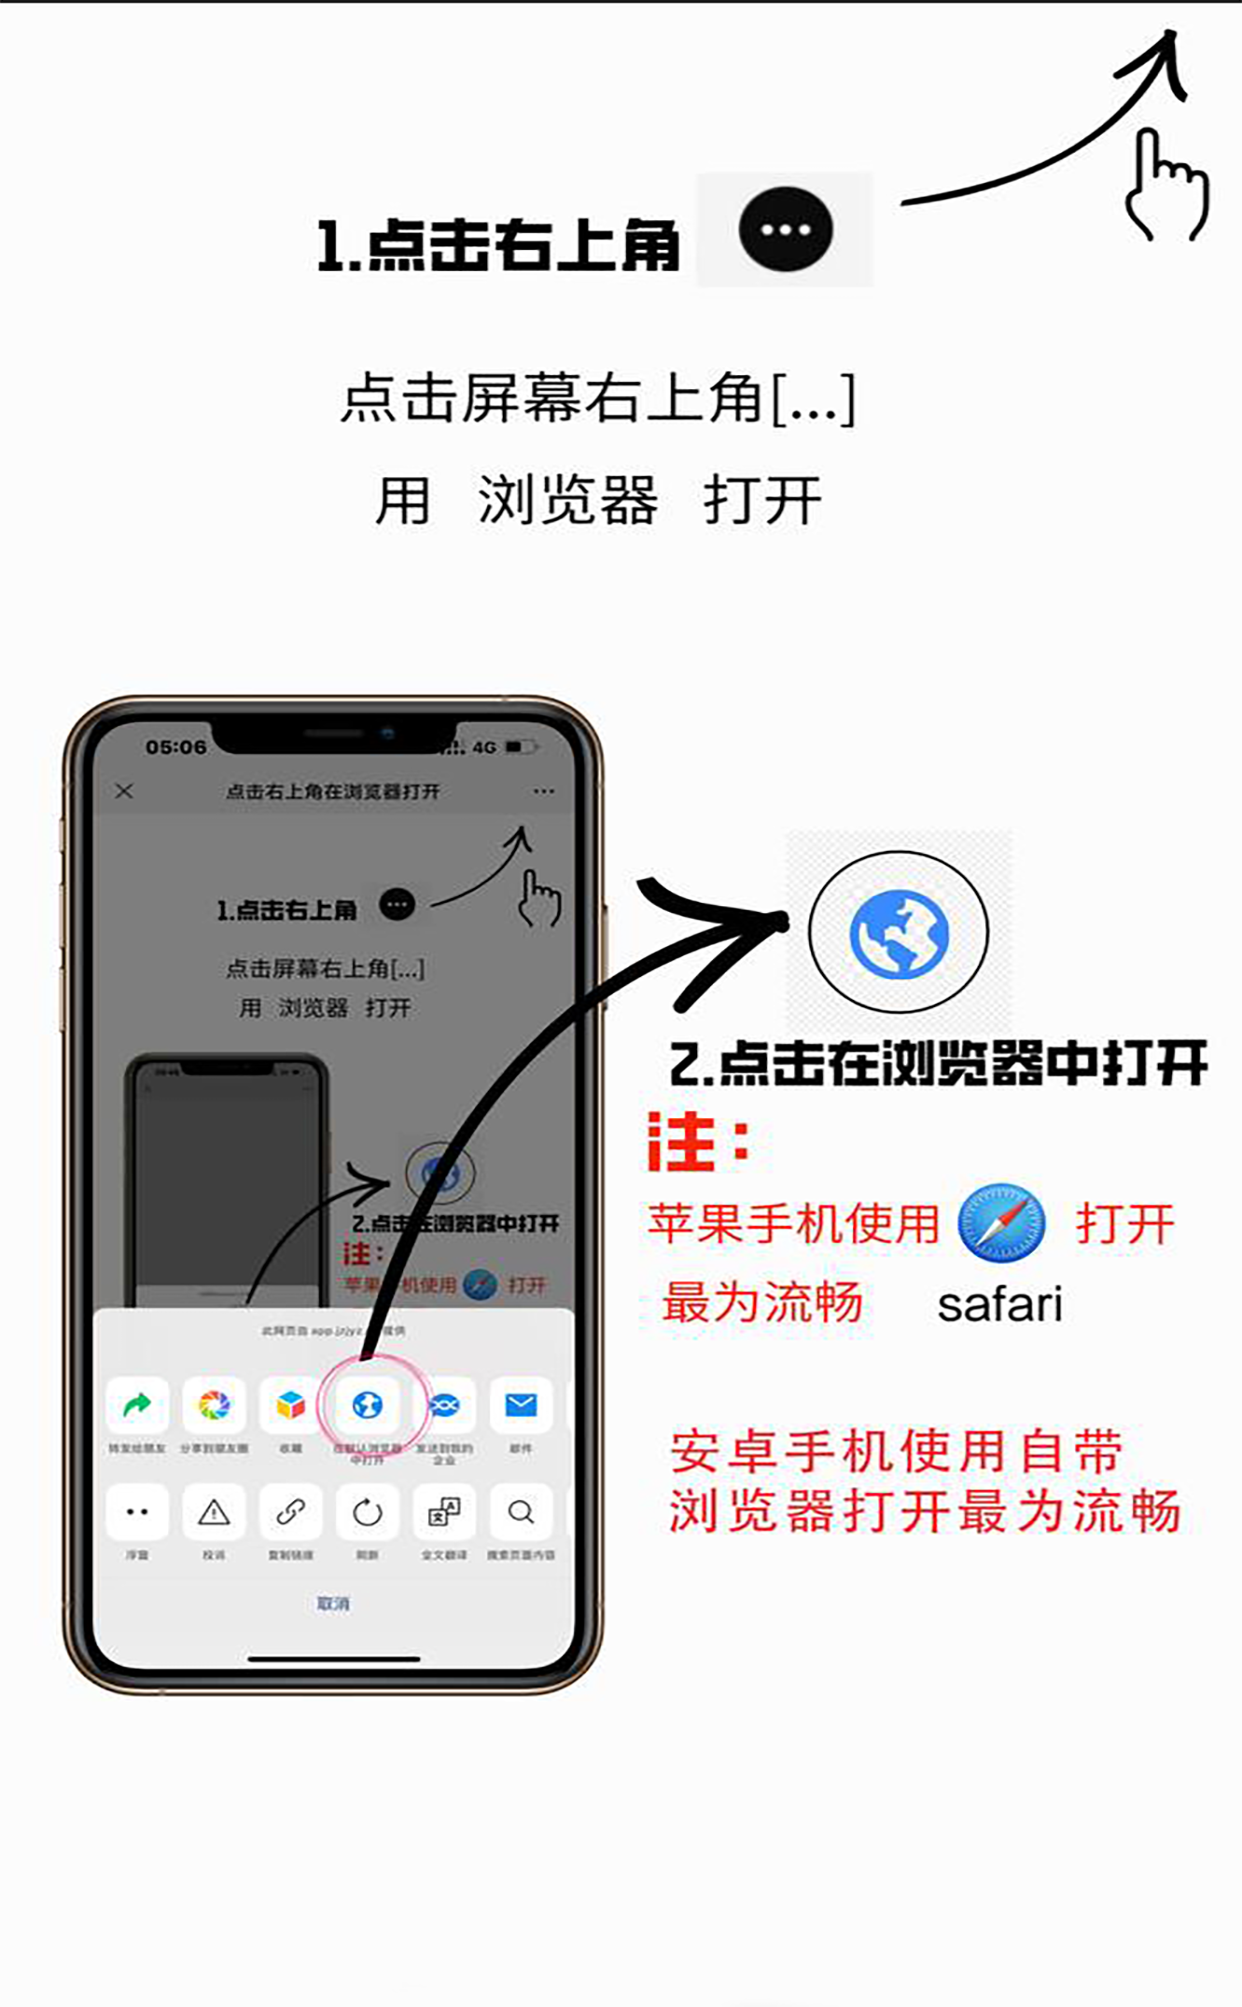 1.点击右上角
点击屏幕右上角[...]
用 浏览器 打开
05:06
4G
点击右上角在浏览器打开
1.点击右上角
点击屏幕右上角[...]
用 浏览器 打开
2.点击在浏览器中打开
注：
苹果手机使用 打开
此网页由 app.jzjyz 提供
转发给朋友 分享到朋友圈 收藏 在默认浏览器中打开 发送到我的企业 邮件
浮窗 投诉 复制链接 刷新 全文翻译 搜索页面内容
取消
2.点击在浏览器中打开
注：
苹果手机使用 打开
最为流畅 safari
安卓手机使用自带
浏览器打开最为流畅